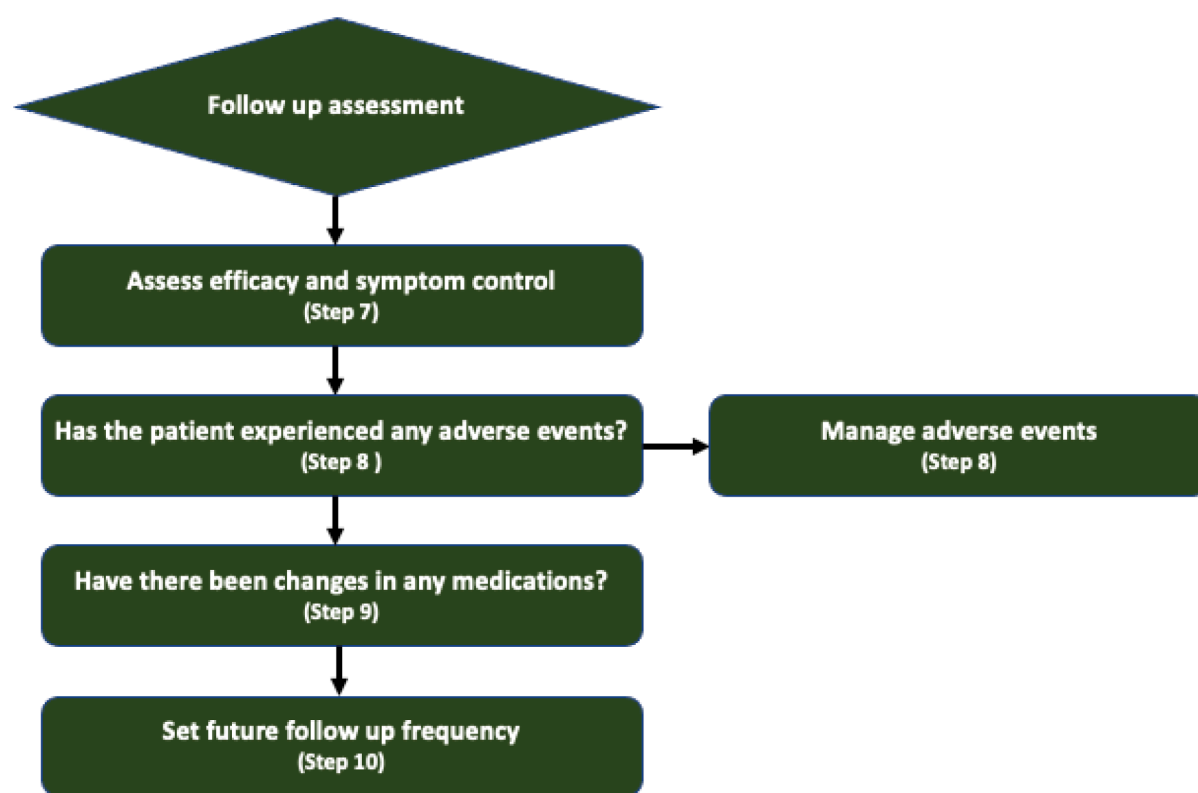 Follow up assessment
Assess efficacy and symptom control
(Step 7)
Has the patient experienced any adverse events?
(Step 8 )
Manage adverse events
(Step 8)
Have there been changes in any medications?
(Step 9)
Set future follow up frequency
(Step 10)